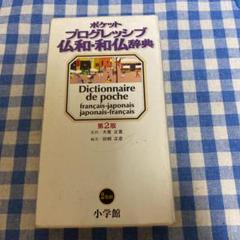 ポケット
プログレッシブ
仏和・和仏辞典
Dictionnaire
de poche
français-japonais
japonais-français
第2版
小学館